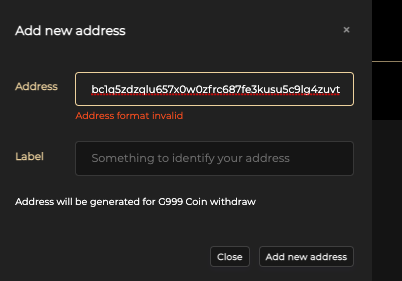 Add new address
×
Address
bc1q5zdzqlu657x0w0zfrc687fe3kusu5c9lg4zuvt
Address format invalid
Label
Something to identify your address
Address will be generated for G999 Coin withdraw
Close
Add new address